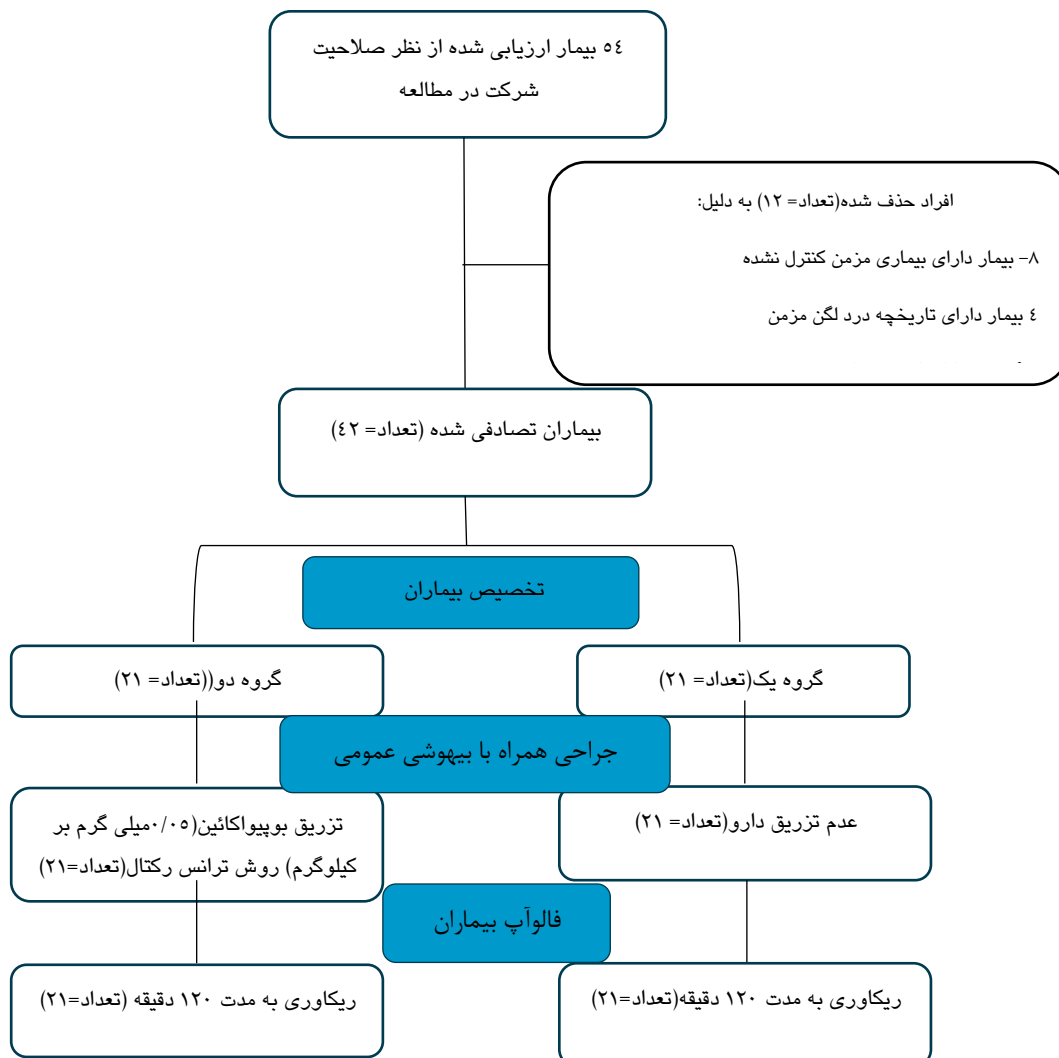 ٥٤ بیمار ارزیابی شده از نظر صلاحیت
شرکت در مطالعه
افراد حذف شده(تعداد= ١٢) به دلیل:
٨- بیمار دارای بیماری مزمن کنترل نشده
٤ بیمار دارای تاریخچه درد لگن مزمن
.
بیماران تصادفی شده (تعداد= ٤٢)
تخصیص بیماران
گروه یک(تعداد= ٢١)
گروه دو((تعداد= ٢١)
جراحی همراه با بیهوشی عمومی
عدم تزریق دارو(تعداد= ٢١)
تزریق بوپیواکائین(٠/٠٥میلی گرم بر
کیلوگرم) روش ترانس رکتال(تعداد=٢١)
فالوآپ بیماران
ریکاوری به مدت ١٢٠ دقیقه(تعداد=٢١)
ریکاوری به مدت ١٢٠ دقیقه (تعداد=٢١)